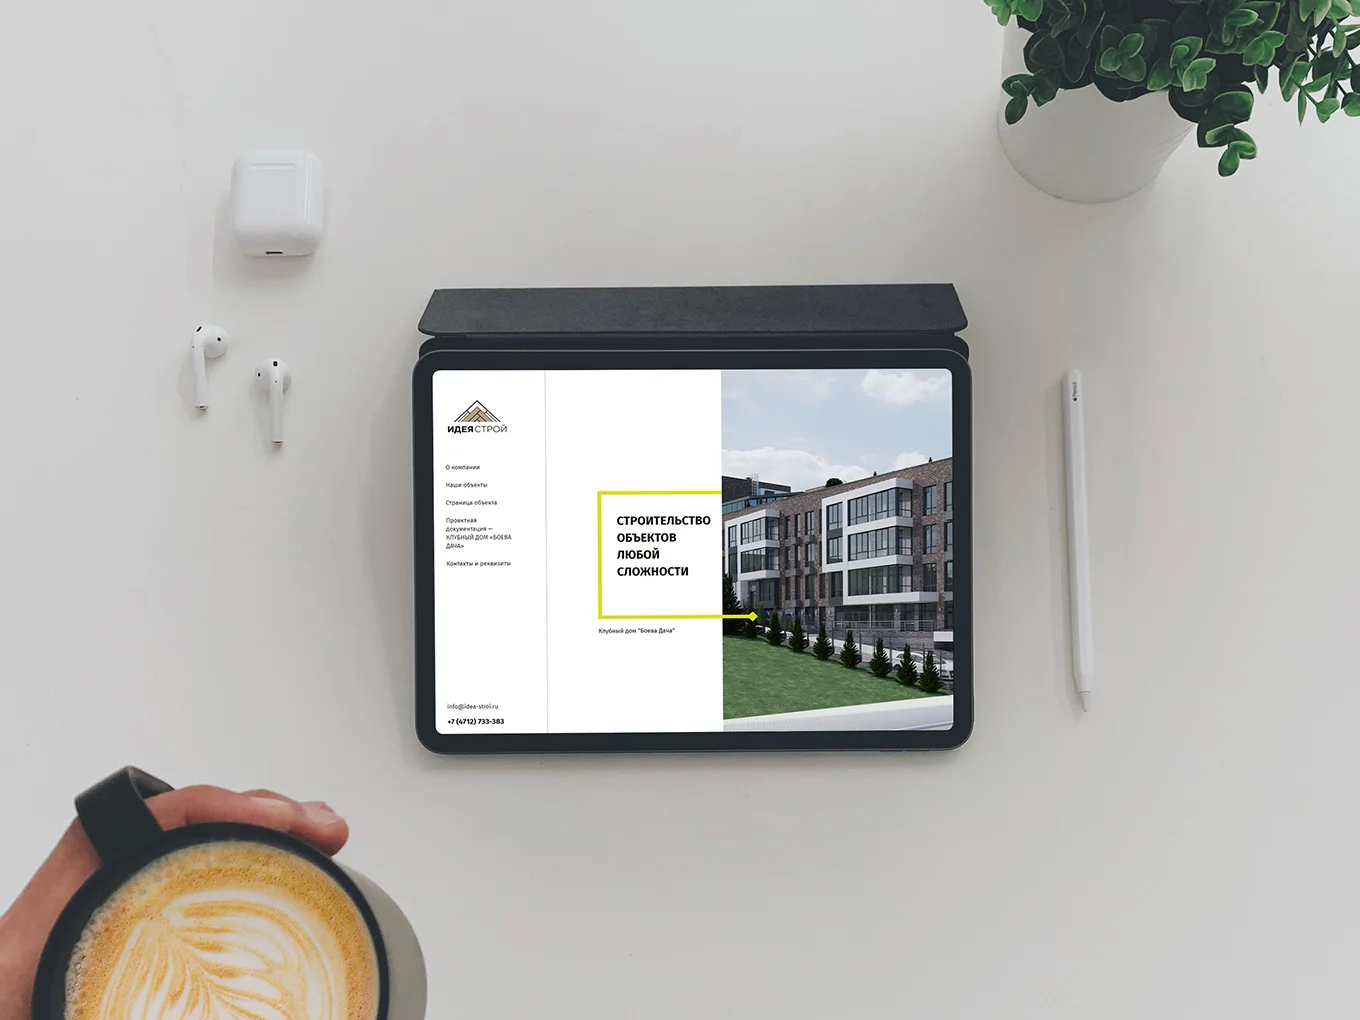 ИДЕЯСТРОЙ
О компании
Наши объекты
Страница объекта
Проектная
документация —
КЛУБНЫЙ ДОМ «БОЕВА
ДАЧА»
Контакты и реквизиты
info@idea-stroi.ru
+7 (4712) 733-383
СТРОИТЕЛЬСТВО
ОБЪЕКТОВ
ЛЮБОЙ
СЛОЖНОСТИ
Клубный дом "Боева Дача"
Pencil